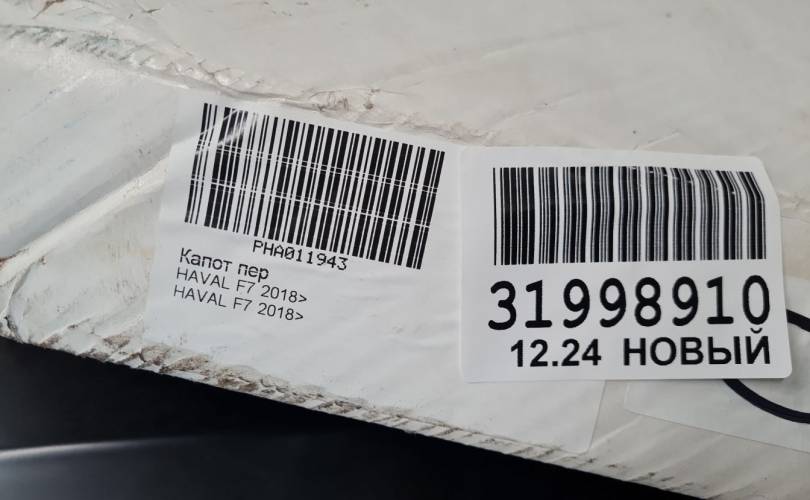 PHA011943
Капот пер
HAVAL F7 2018>
HAVAL F7 2018>
31998910
12.24 НОВЫЙ